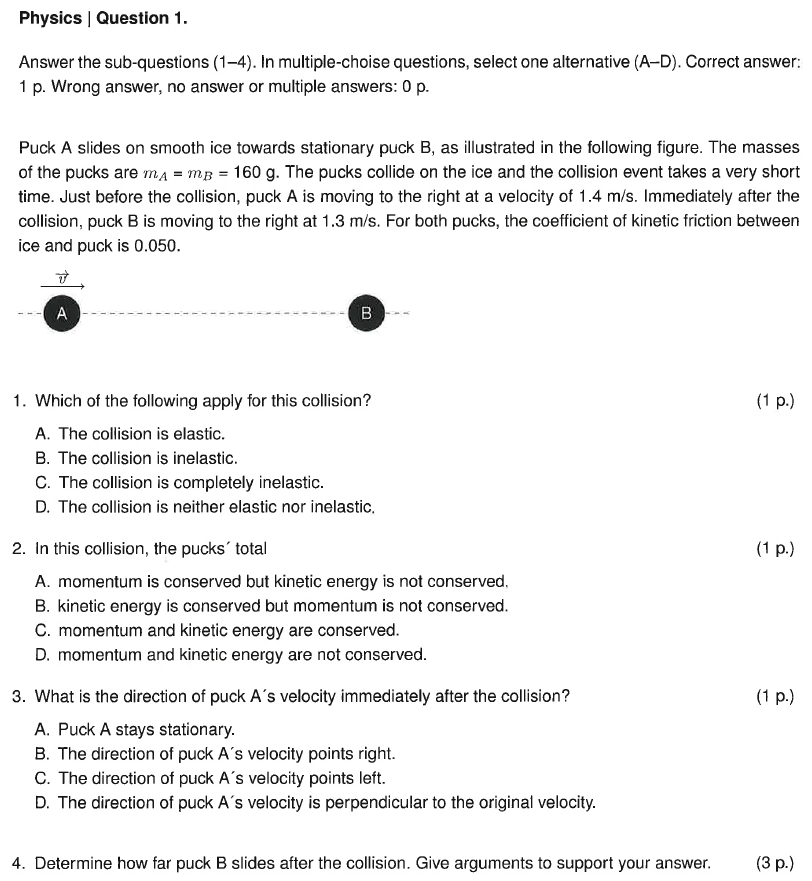 Physics | Question 1.
Answer the sub-questions (1–4). In multiple-choise questions, select one alternative (A–D). Correct answer:
1 p. Wrong answer, no answer or multiple answers: 0 p.
Puck A slides on smooth ice towards stationary puck B, as illustrated in the following figure. The masses
of the pucks are m_A = m_B = 160 g. The pucks collide on the ice and the collision event takes a very short
time. Just before the collision, puck A is moving to the right at a velocity of 1.4 m/s. Immediately after the
collision, puck B is moving to the right at 1.3 m/s. For both pucks, the coefficient of kinetic friction between
ice and puck is 0.050.
v⃗
A B
1. Which of the following apply for this collision? (1 p.)
A. The collision is elastic.
B. The collision is inelastic.
C. The collision is completely inelastic.
D. The collision is neither elastic nor inelastic.
2. In this collision, the pucks´ total (1 p.)
A. momentum is conserved but kinetic energy is not conserved.
B. kinetic energy is conserved but momentum is not conserved.
C. momentum and kinetic energy are conserved.
D. momentum and kinetic energy are not conserved.
3. What is the direction of puck A´s velocity immediately after the collision? (1 p.)
A. Puck A stays stationary.
B. The direction of puck A´s velocity points right.
C. The direction of puck A´s velocity points left.
D. The direction of puck A´s velocity is perpendicular to the original velocity.
4. Determine how far puck B slides after the collision. Give arguments to support your answer. (3 p.)